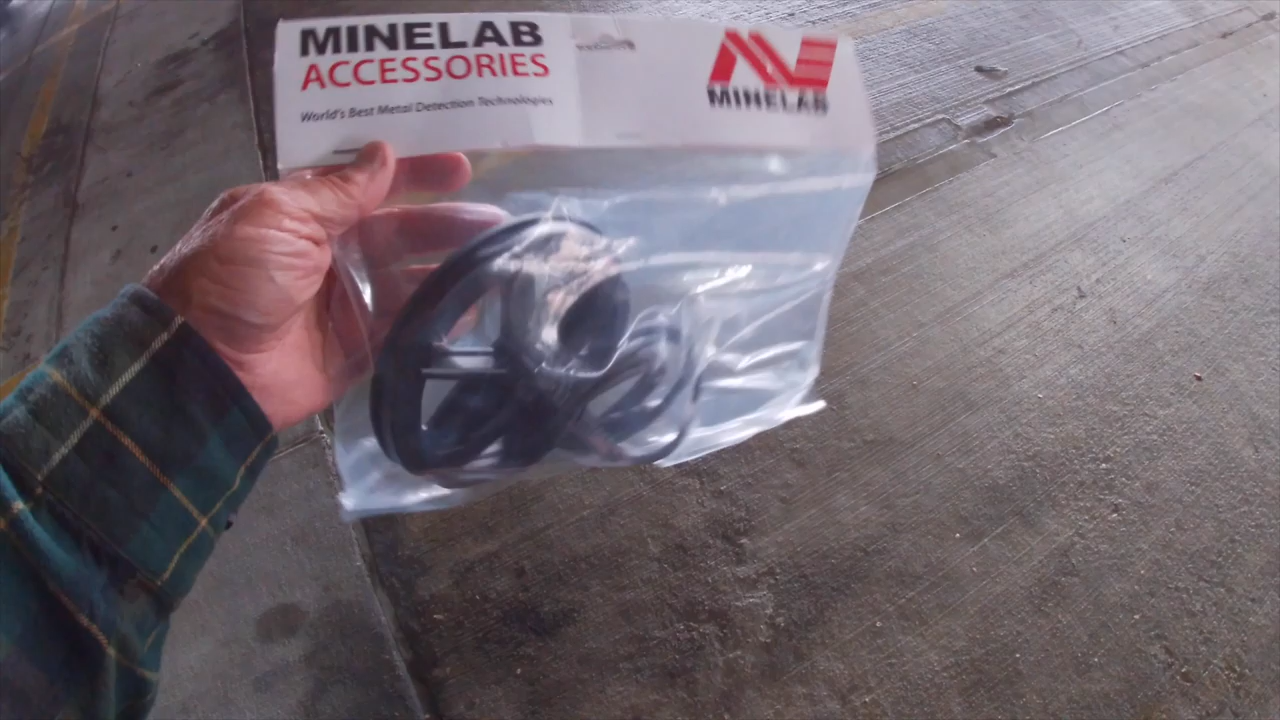 MINELAB
ACCESSORIES
World's Best Metal Detection Technologies
MINELAB